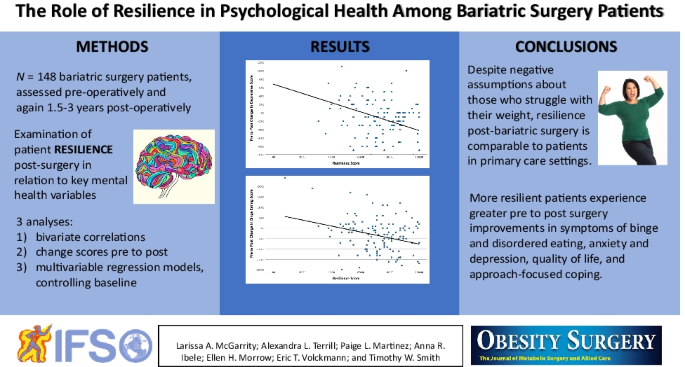 The Role of Resilience in Psychological Health Among Bariatric Surgery Patients
METHODS
N = 148 bariatric surgery patients,
assessed pre-operatively and
again 1.5-3 years post-operatively
Examination of
patient RESILIENCE
post-surgery in
relation to key mental
health variables
3 analyses:
1) bivariate correlations
2) change scores pre to post
3) multivariable regression models,
controlling baseline
RESULTS
Resilience Score
Resilience Score
CONCLUSIONS
Despite negative
assumptions about
those who struggle with
their weight, resilience
post-bariatric surgery is
comparable to patients
in primary care settings.
More resilient patients experience
greater pre to post surgery
improvements in symptoms of binge
and disordered eating, anxiety and
depression, quality of life, and
approach-focused coping.
IFSO
Larissa A. McGarrity; Alexandra L. Terrill; Paige L. Martinez; Anna R.
Ibele; Ellen H. Morrow; Eric T. Volckmann; and Timothy W. Smith
OBESITY SURGERY
The Journal of Metabolic Surgery and Allied Care